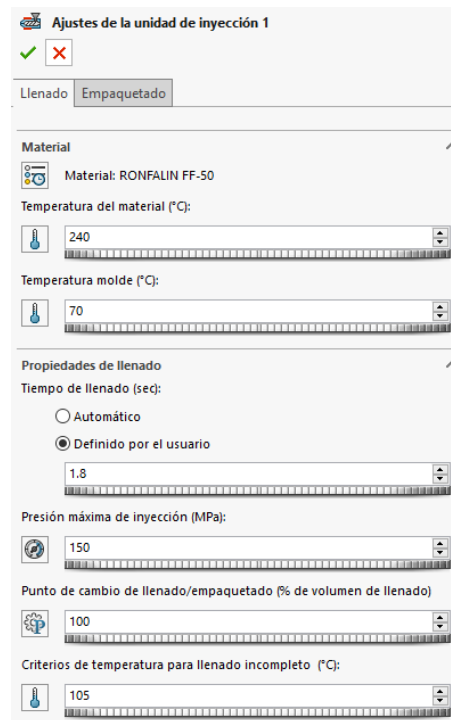 Ajustes de la unidad de inyección 1
Llenado Empaquetado
Material
Material: RONFALIN FF-50
Temperatura del material (°C):
240
Temperatura molde (°C):
70
Propiedades de llenado
Tiempo de llenado (sec):
Automático
Definido por el usuario
1.8
Presión máxima de inyección (MPa):
150
Punto de cambio de llenado/empaquetado (% de volumen de llenado)
100
Criterios de temperatura para llenado incompleto (°C):
105